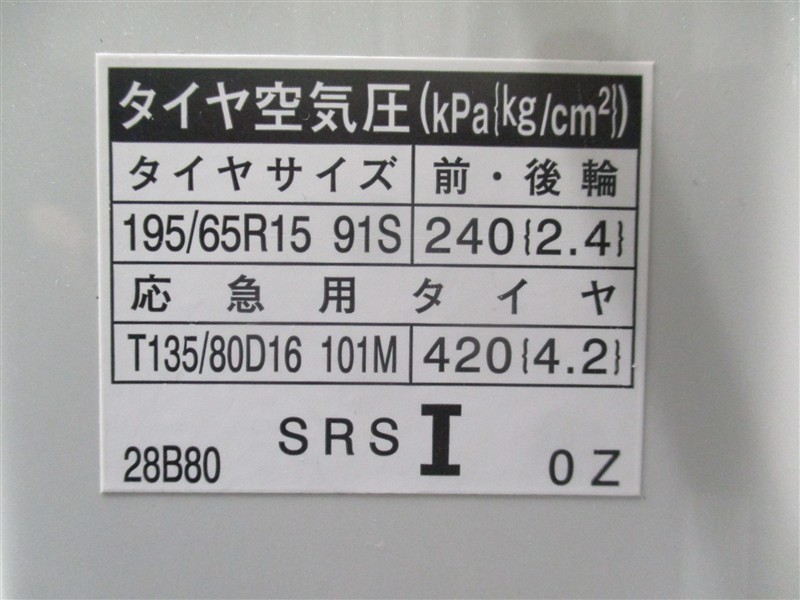 タイヤ空気圧(kPa{kg/cm²})
タイヤサイズ 前・後輪
195/65R15 91S 240{2.4}
応急用タイヤ
T135/80D16 101M 420{4.2}
SRS I
28B80 0Z